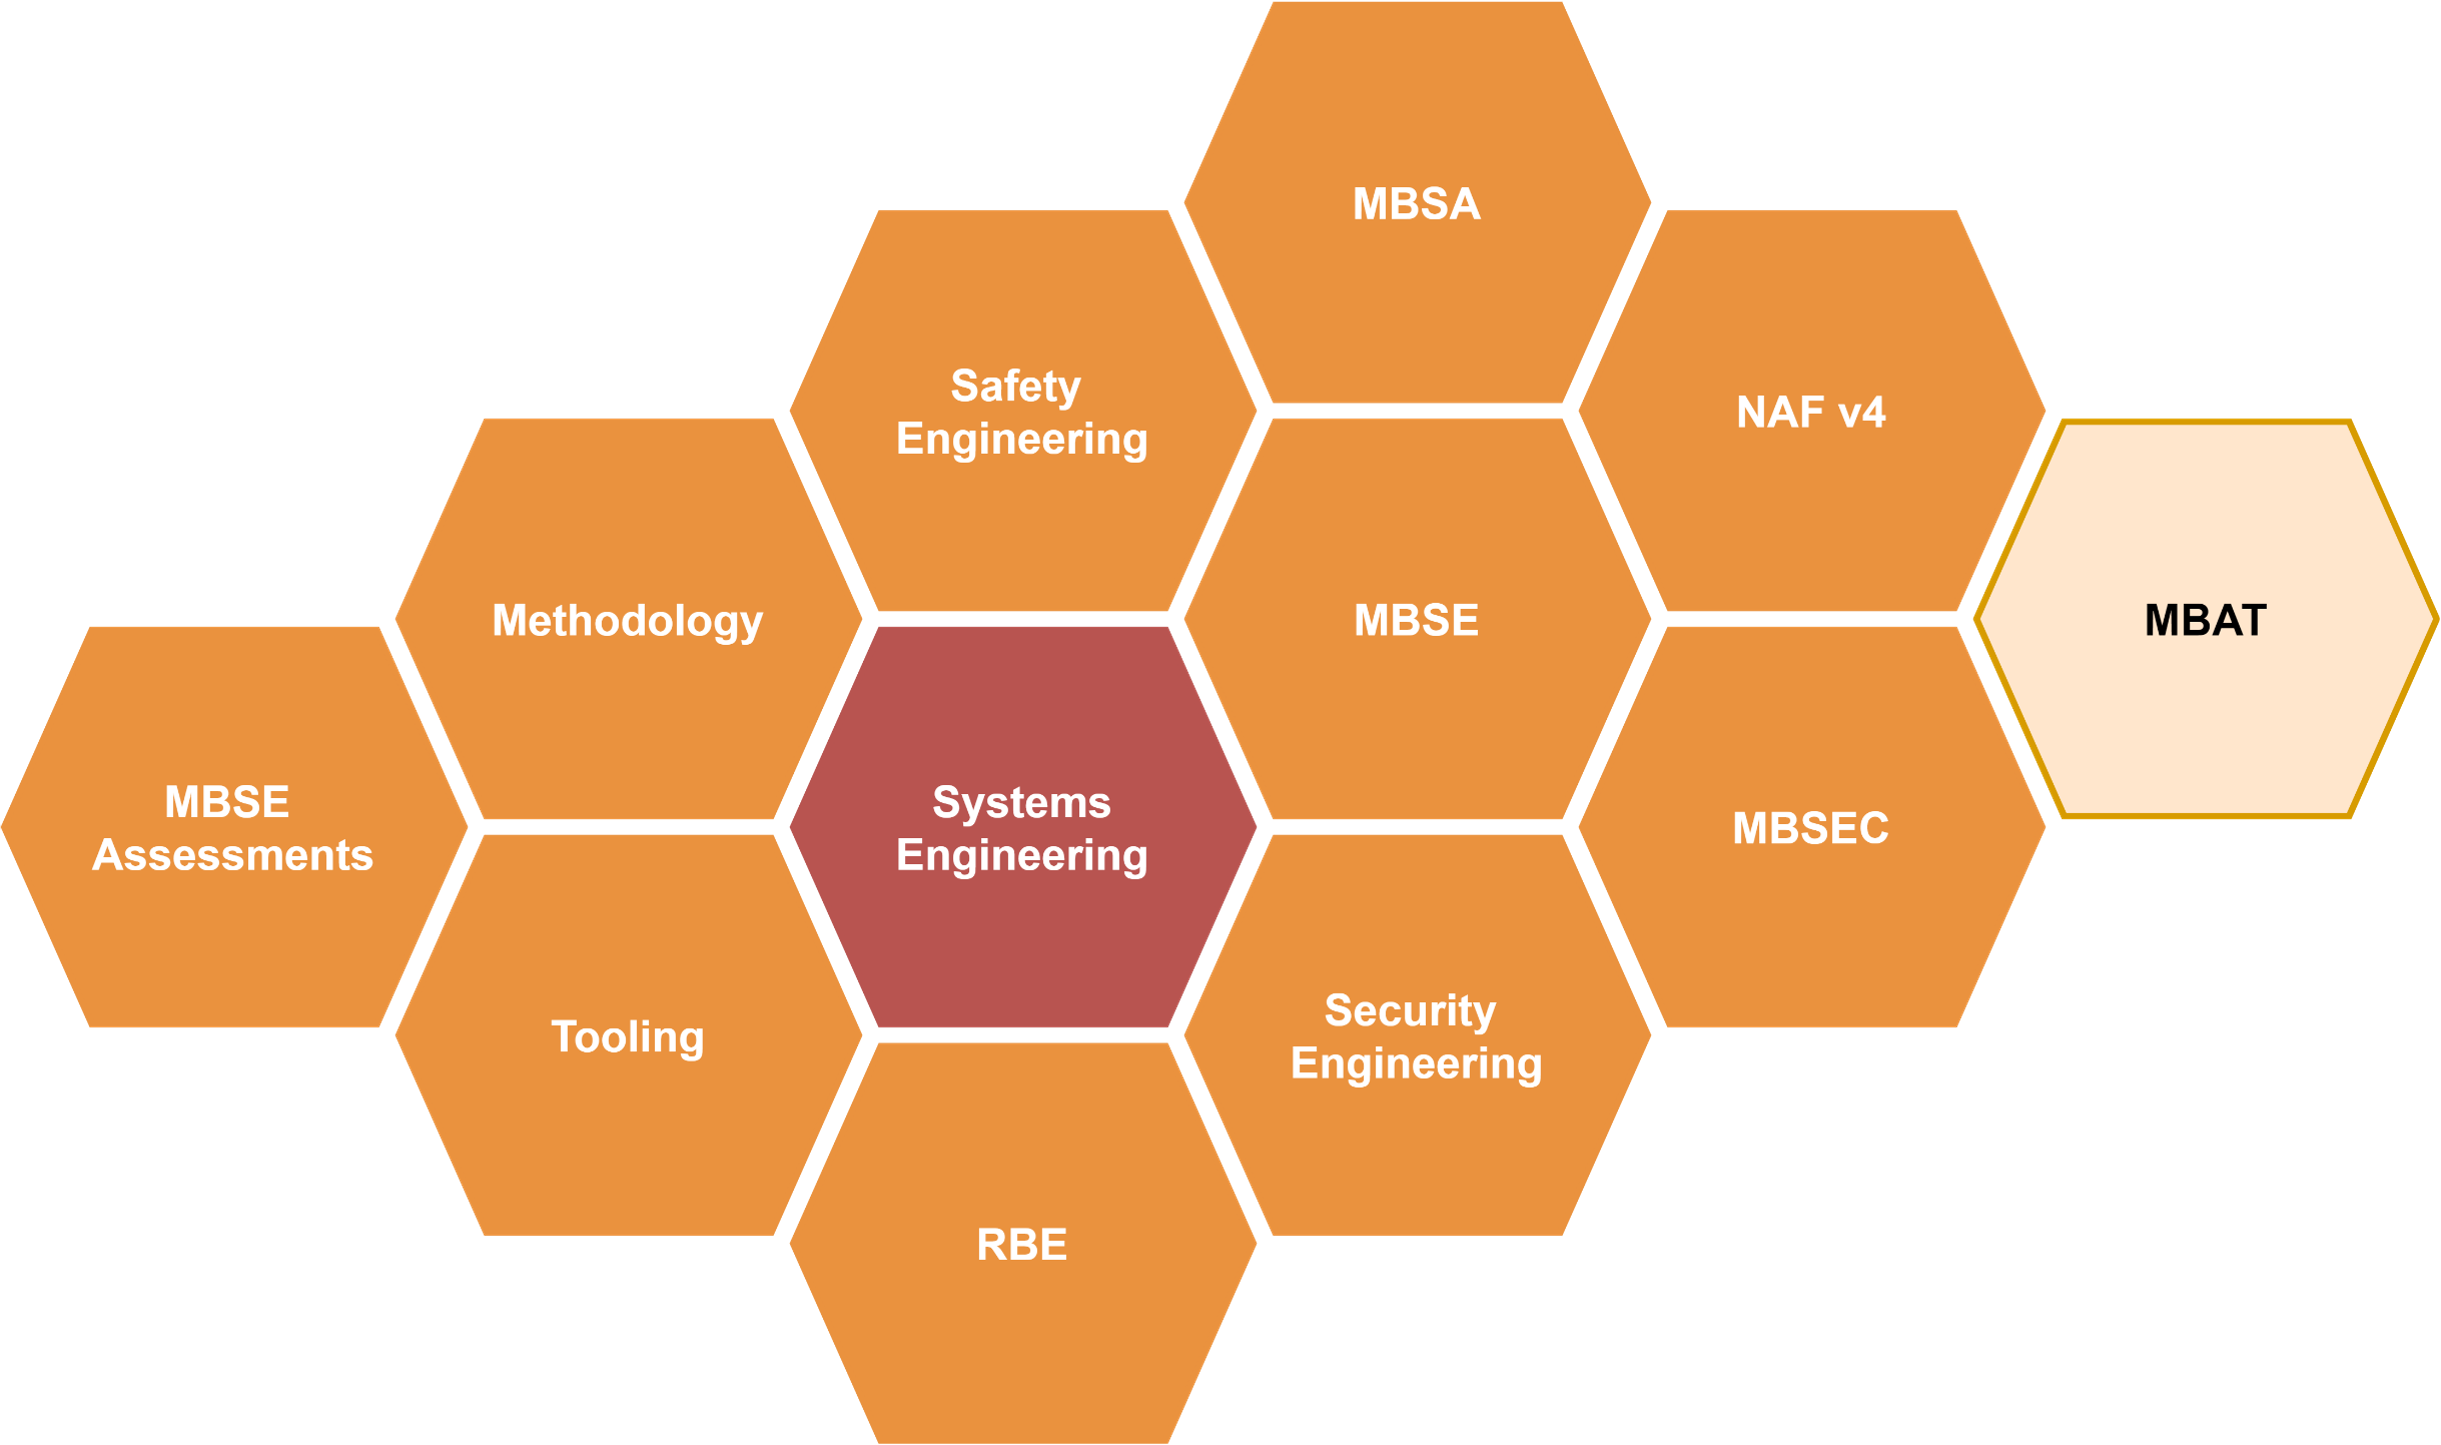 MBSA
Safety
Engineering
NAF v4
Methodology
MBSE
MBAT
MBSE
Assessments
Systems
Engineering
MBSEC
Tooling
Security
Engineering
RBE